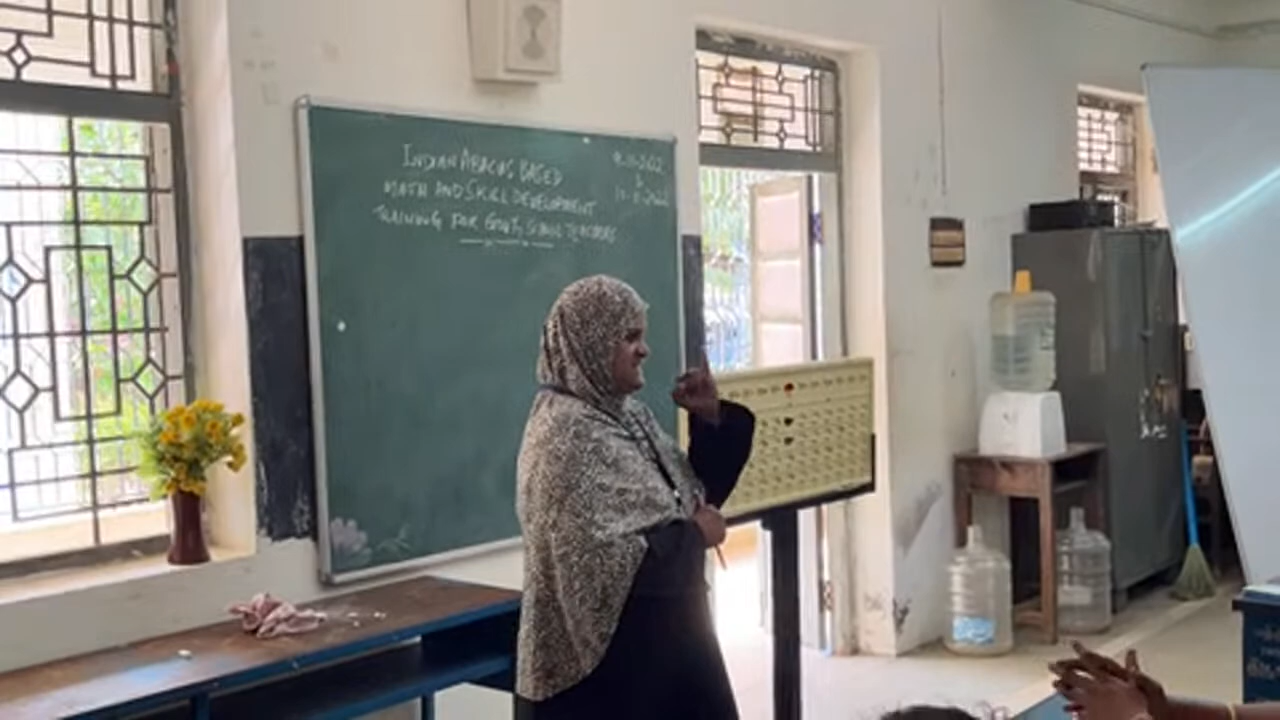 INDIAN ABACUS BASED
MATH AND SKILL DEVELOPMENT
TRAINING FOR GOVT, SCHOOL TEACHERS